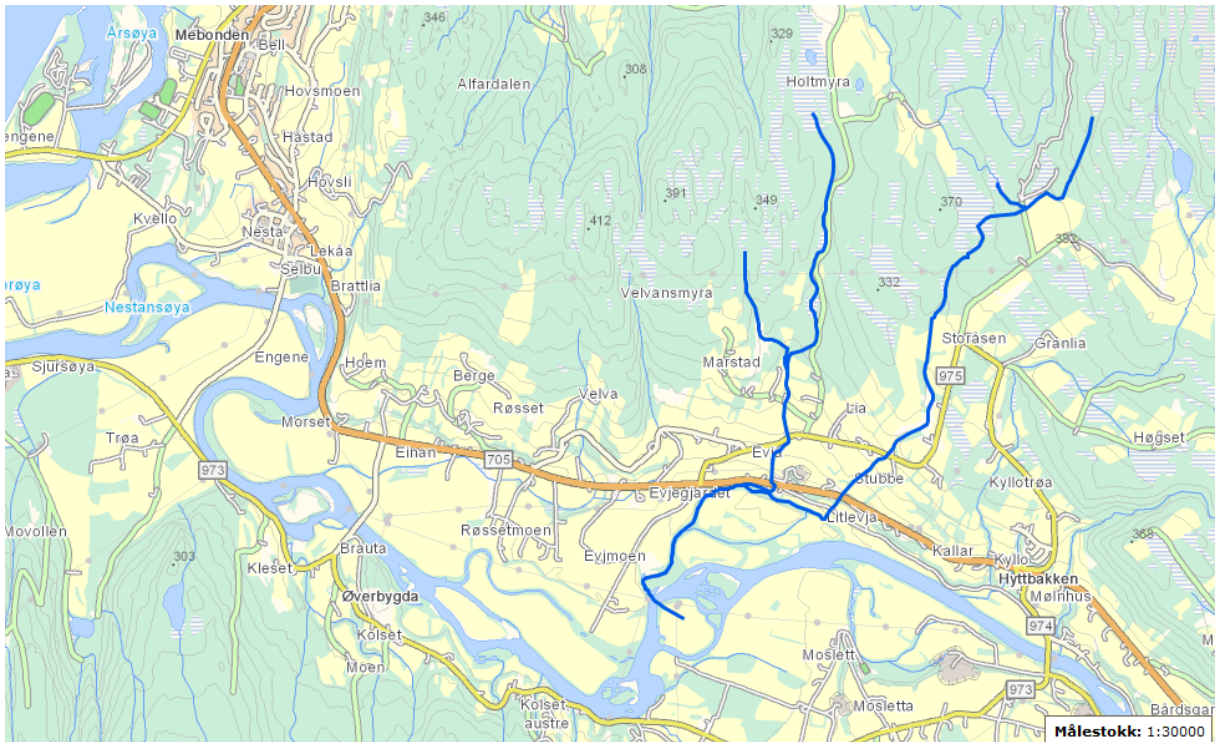 346
329
Årsøya
Mebonden
Bell
308
Holtmyra
Alfardalen
Hovsmoen
engene
Håstad
Hovsli
391
349
370
Kvello
412
Nesta
382
Lekåa
Selbu
Brattlia
Velvansmyra
332
Nestansøya
Storåsen
Granlia
Engene
Sjursøya
Hoem
Marstad
Berge
975
Velva
Røsset
Lia
Morset
Trøa
Høgset
Eihan
705
Evja
973
Stubbe
Kyllotrøa
Evjegjardet
Litlevja
Røssetmoen
Movollen
368
Brauta
Evjmoen
Kallar
303
Kyllo
Kleset
Hyttbakken
Øverbygda
Mølnhus
974
Kolset
Moslett
Moen
973
Kolset
austre
Mosletta
Bårdsgar
Målestokk: 1:30000